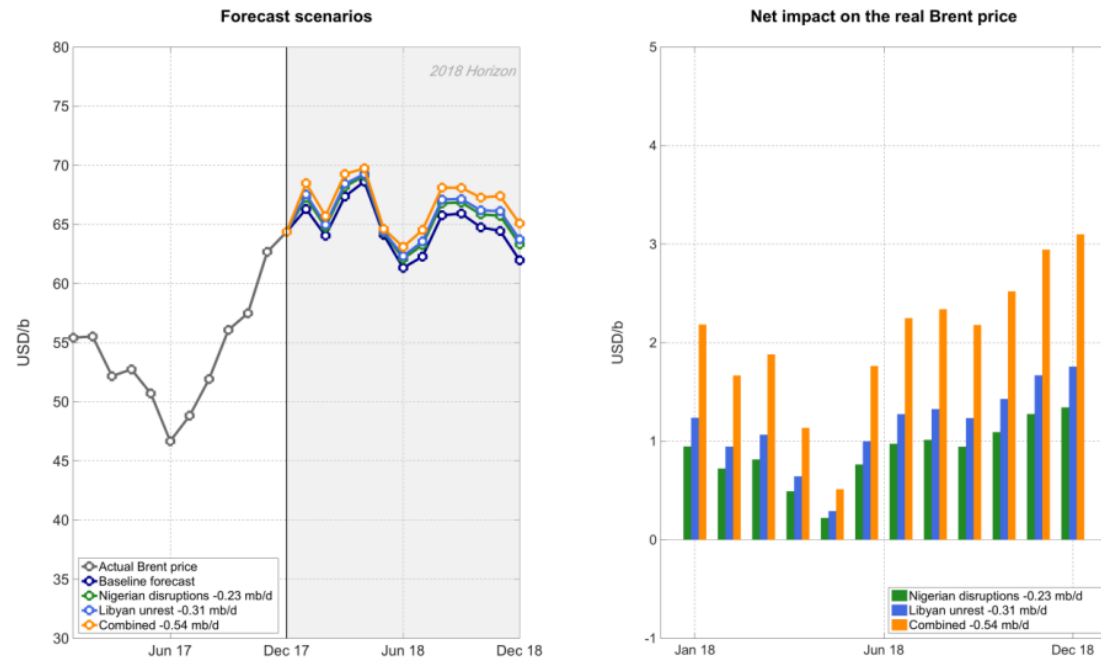 Forecast scenarios
80
75
70
65
60
55
50
45
40
35
30
USD/b
2018 Horizon
Actual Brent price
Baseline forecast
Nigerian disruptions -0.23 mb/d
Libyan unrest -0.31 mb/d
Combined -0.54 mb/d
Jun 17
Dec 17
Jun 18
Dec 18
Net impact on the real Brent price
5
4
3
2
1
0
-1
USD/b
Nigerian disruptions -0.23 mb/d
Libyan unrest -0.31 mb/d
Combined -0.54 mb/d
Jan 18
Jun 18
Dec 18